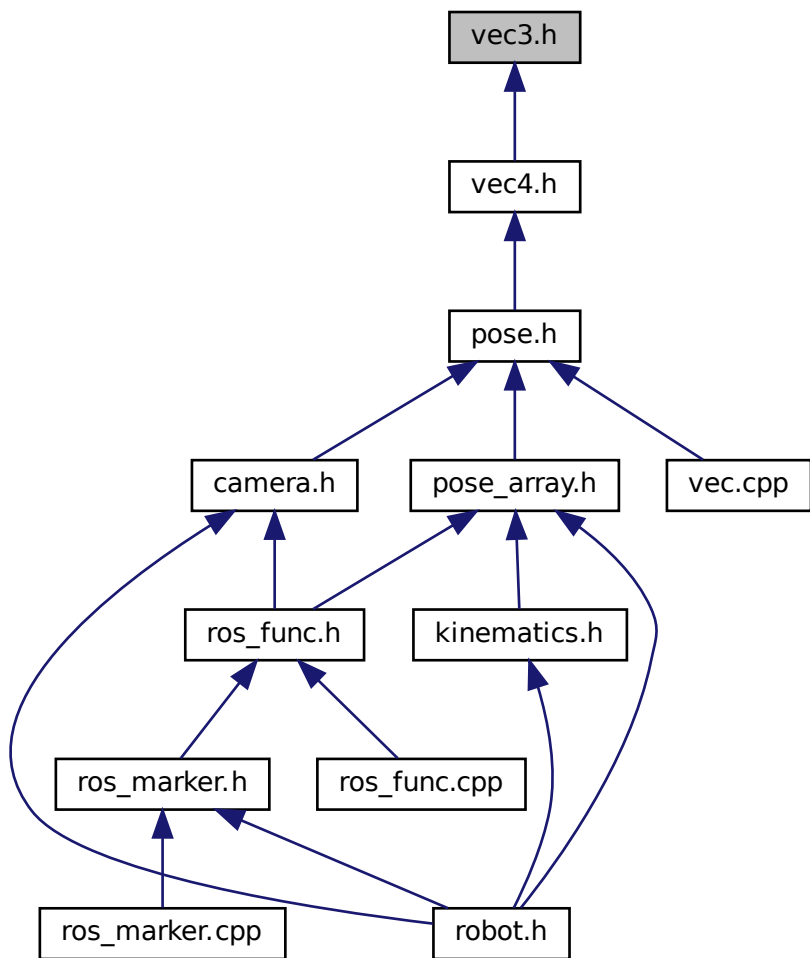 vec3.h
vec4.h
pose.h
camera.h
pose_array.h
vec.cpp
ros_func.h
kinematics.h
ros_marker.h
ros_func.cpp
ros_marker.cpp
robot.h